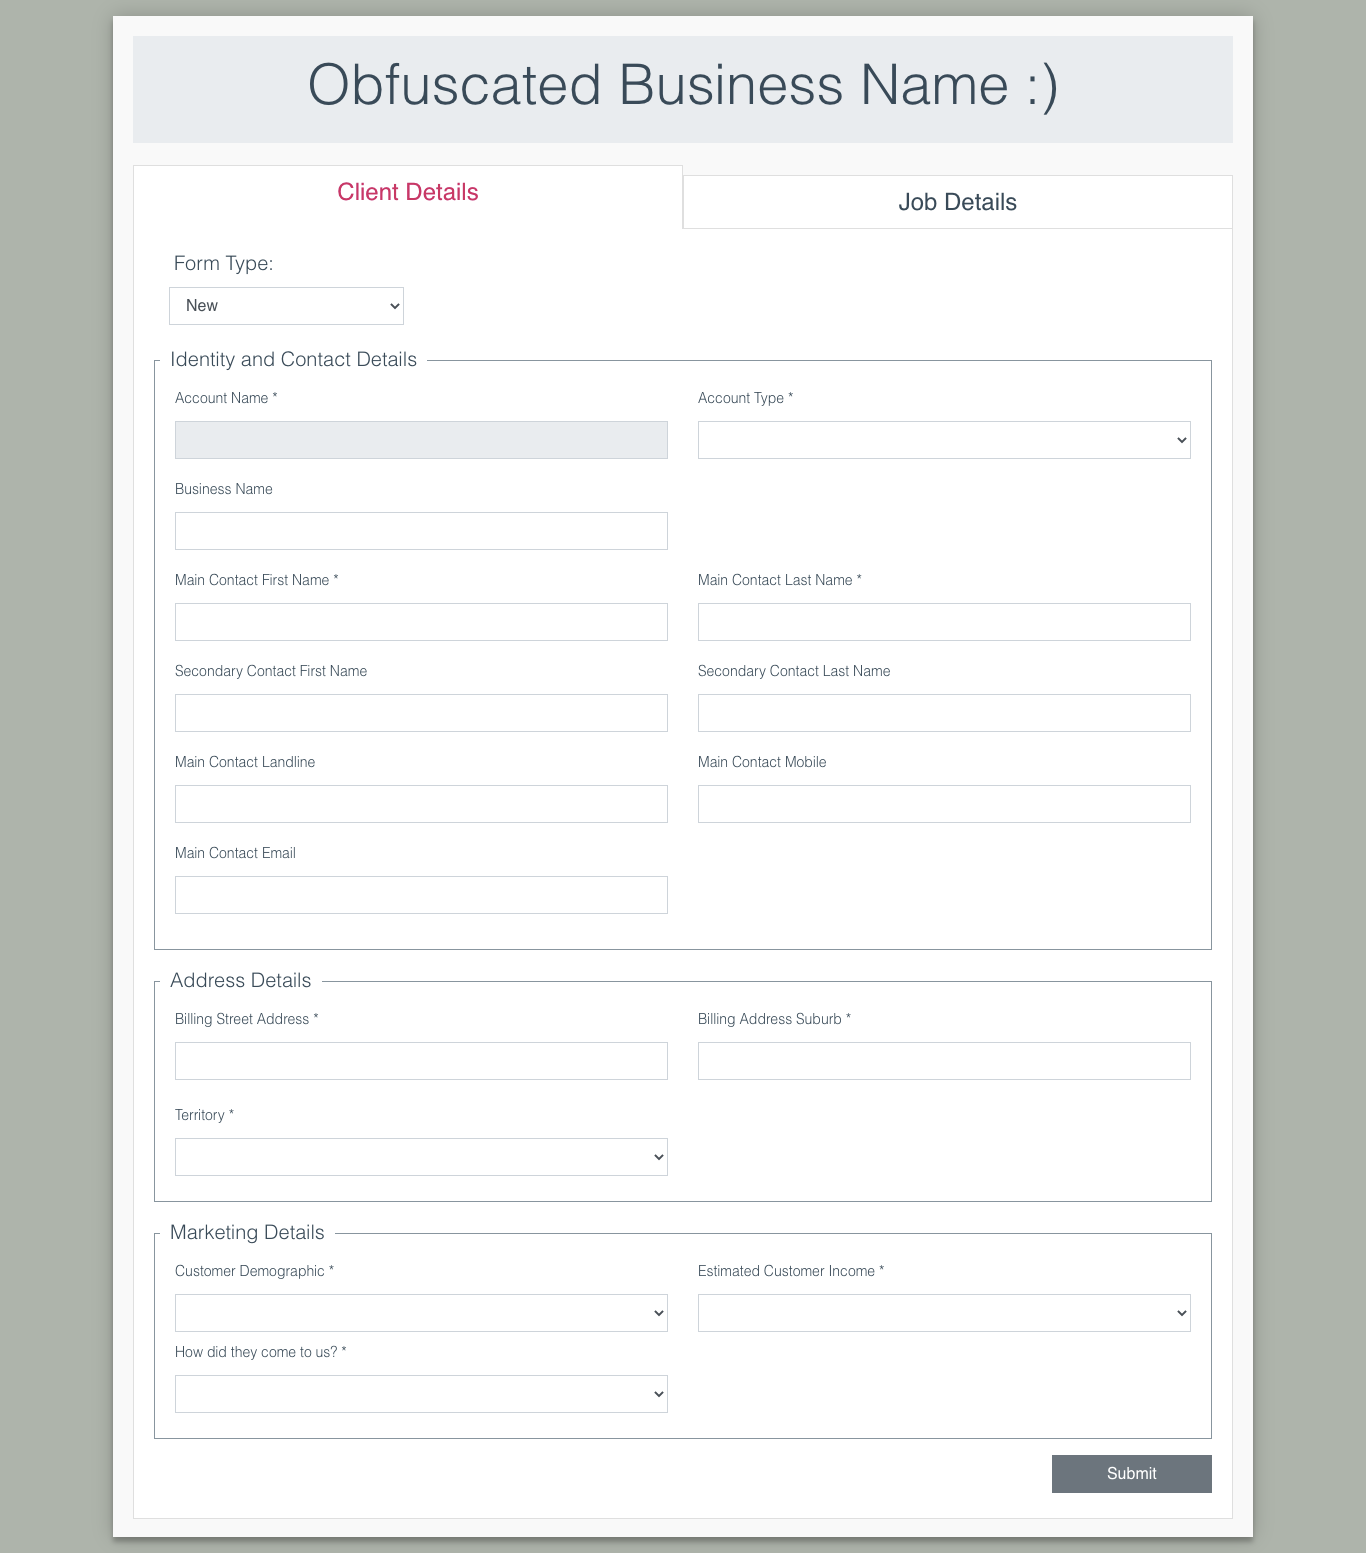 Obfuscated Business Name :)
Client Details
Job Details
Form Type:
New
Identity and Contact Details
Account Name *
Account Type *
Business Name
Main Contact First Name *
Main Contact Last Name *
Secondary Contact First Name
Secondary Contact Last Name
Main Contact Landline
Main Contact Mobile
Main Contact Email
Address Details
Billing Street Address *
Billing Address Suburb *
Territory *
Marketing Details
Customer Demographic *
Estimated Customer Income *
How did they come to us? *
Submit